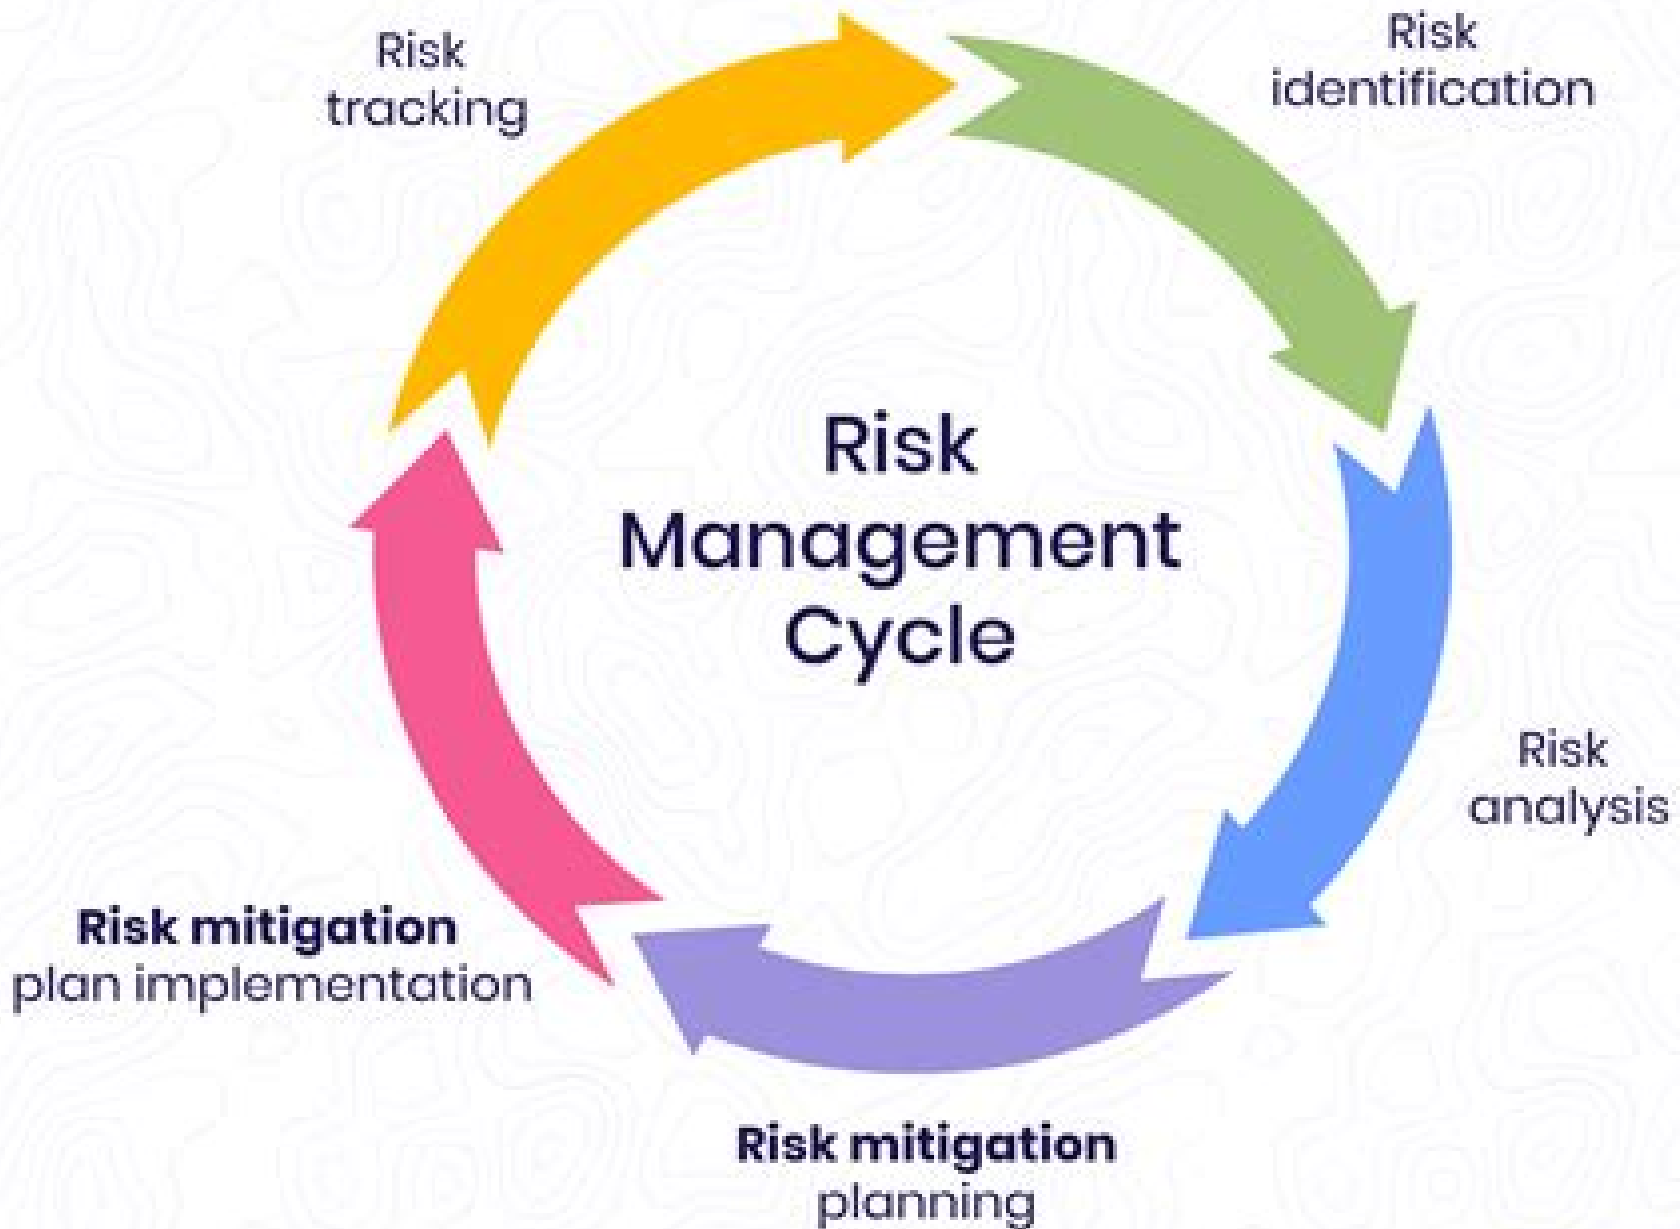 Risk
tracking
Risk
identification
Risk
Management
Cycle
Risk
analysis
Risk mitigation
plan implementation
Risk mitigation
planning